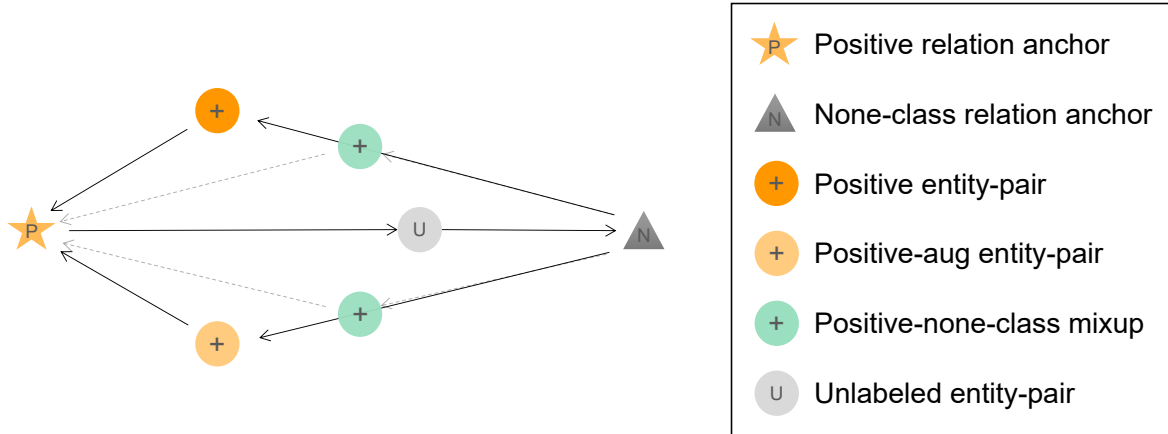 +
+
P
U
N
+
+
P Positive relation anchor
N None-class relation anchor
+ Positive entity-pair
+ Positive-aug entity-pair
+ Positive-none-class mixup
U Unlabeled entity-pair